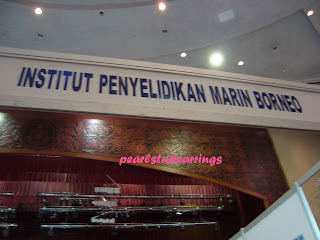 INSTITUT PENYELIDIKAN MARIN BORNEO
pearlstudearrings